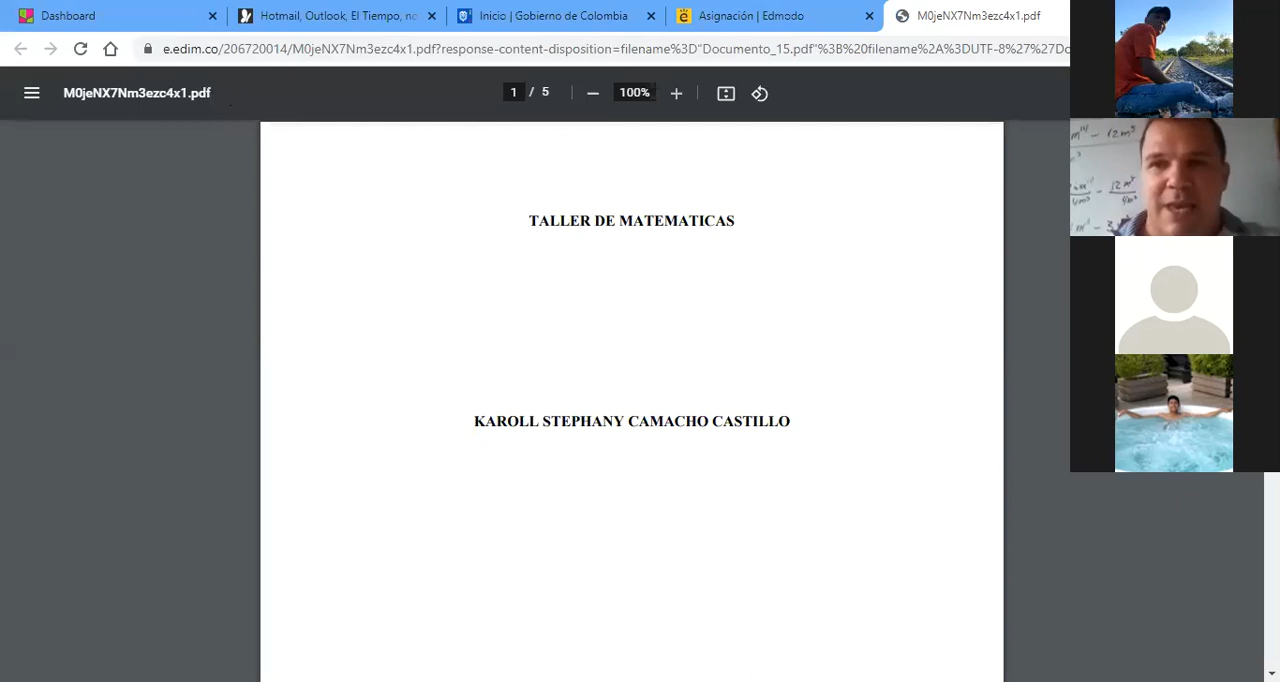 Dashboard
Hotmail, Outlook, El Tiempo, no
Inicio | Gobierno de Colombia
Asignación | Edmodo
M0jeNX7Nm3ezc4x1.pdf
e.edim.co/206720014/M0jeNX7Nm3ezc4x1.pdf?response-content-disposition=filename%3D"Documento_15.pdf"%3B%20filename%2A%3DUTF-8%27%27Do
M0jeNX7Nm3ezc4x1.pdf
1 / 5
100%
TALLER DE MATEMATICAS
KAROLL STEPHANY CAMACHO CASTILLO